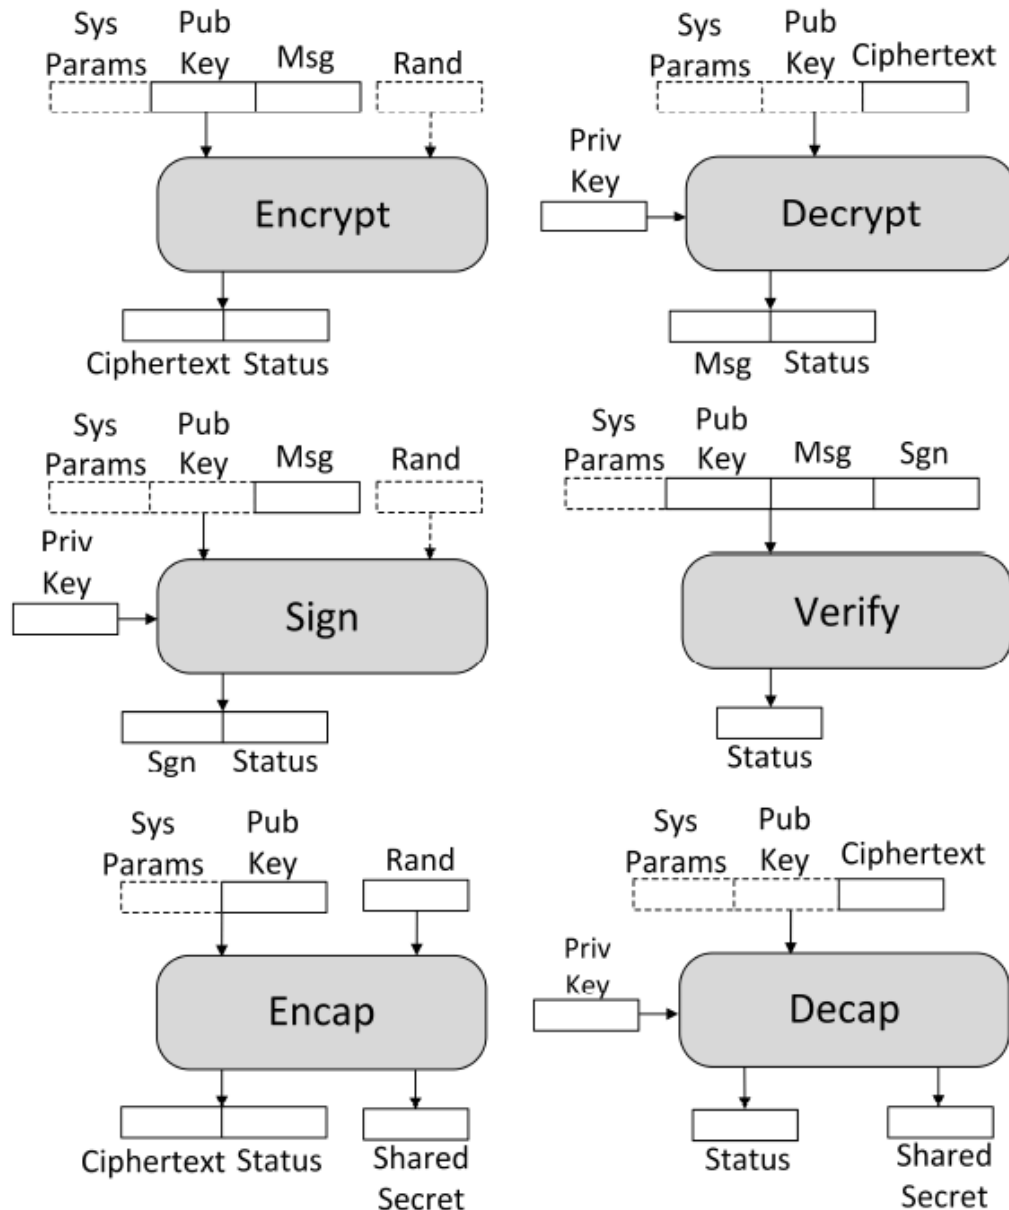 Sys
Params
Pub
Key
Msg
Rand
Encrypt
Ciphertext Status
Sys
Params
Pub
Key
Ciphertext
Priv
Key
Decrypt
Msg Status
Sys
Params
Pub
Key
Msg
Rand
Priv
Key
Sign
Sgn Status
Sys
Params
Pub
Key
Msg
Sgn
Verify
Status
Sys
Params
Pub
Key
Rand
Encap
Ciphertext Status
Shared
Secret
Sys
Params
Pub
Key
Ciphertext
Priv
Key
Decap
Status
Shared
Secret